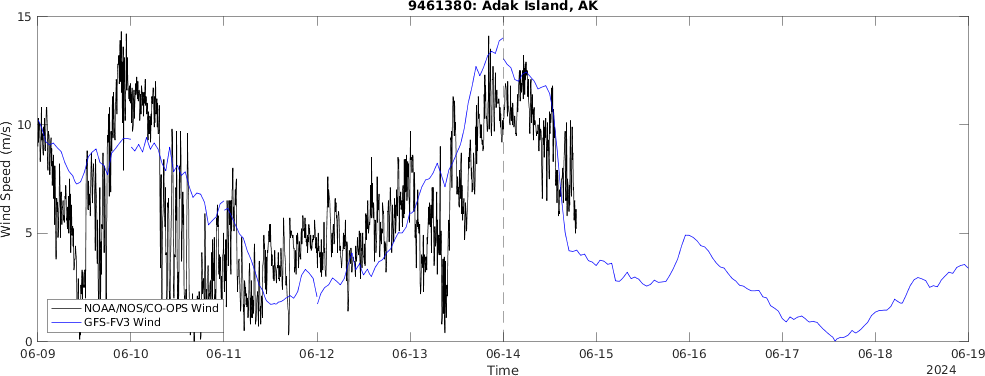 9461380: Adak Island, AK
Wind Speed (m/s)
15
10
5
0
NOAA/NOS/CO-OPS Wind
GFS-FV3 Wind
06-09 06-10 06-11 06-12 06-13 06-14 06-15 06-16 06-17 06-18 06-19
Time
2024